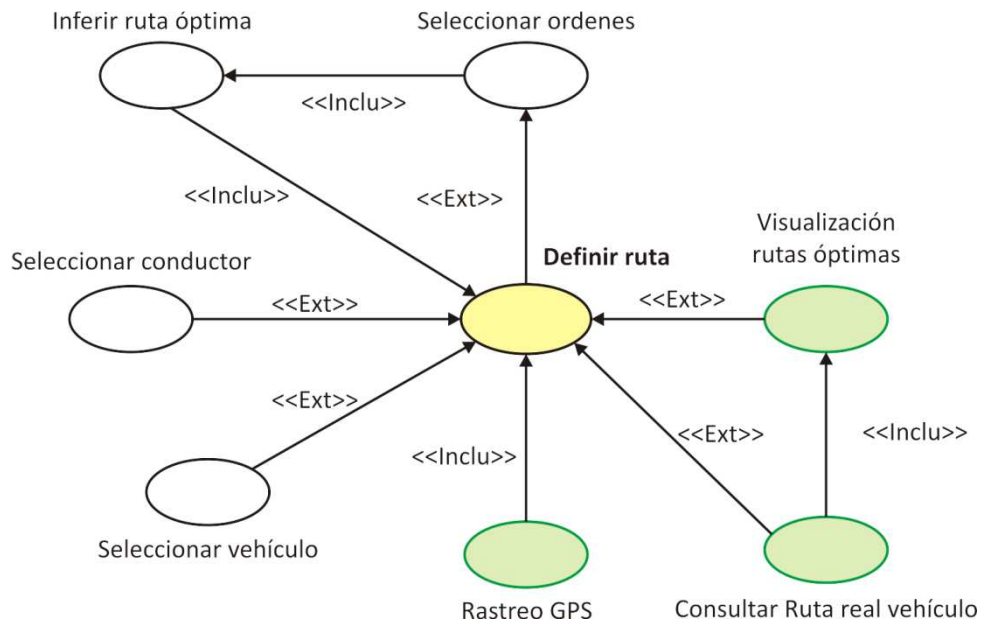 Inferir ruta óptima
Seleccionar ordenes
<<Inclu>>
<<Inclu>>
<<Ext>>
Visualización
rutas óptimas
Seleccionar conductor
Definir ruta
<<Ext>>
<<Ext>>
<<Ext>>
<<Inclu>>
<<Ext>>
<<Inclu>>
Seleccionar vehículo
Rastreo GPS
Consultar Ruta real vehículo